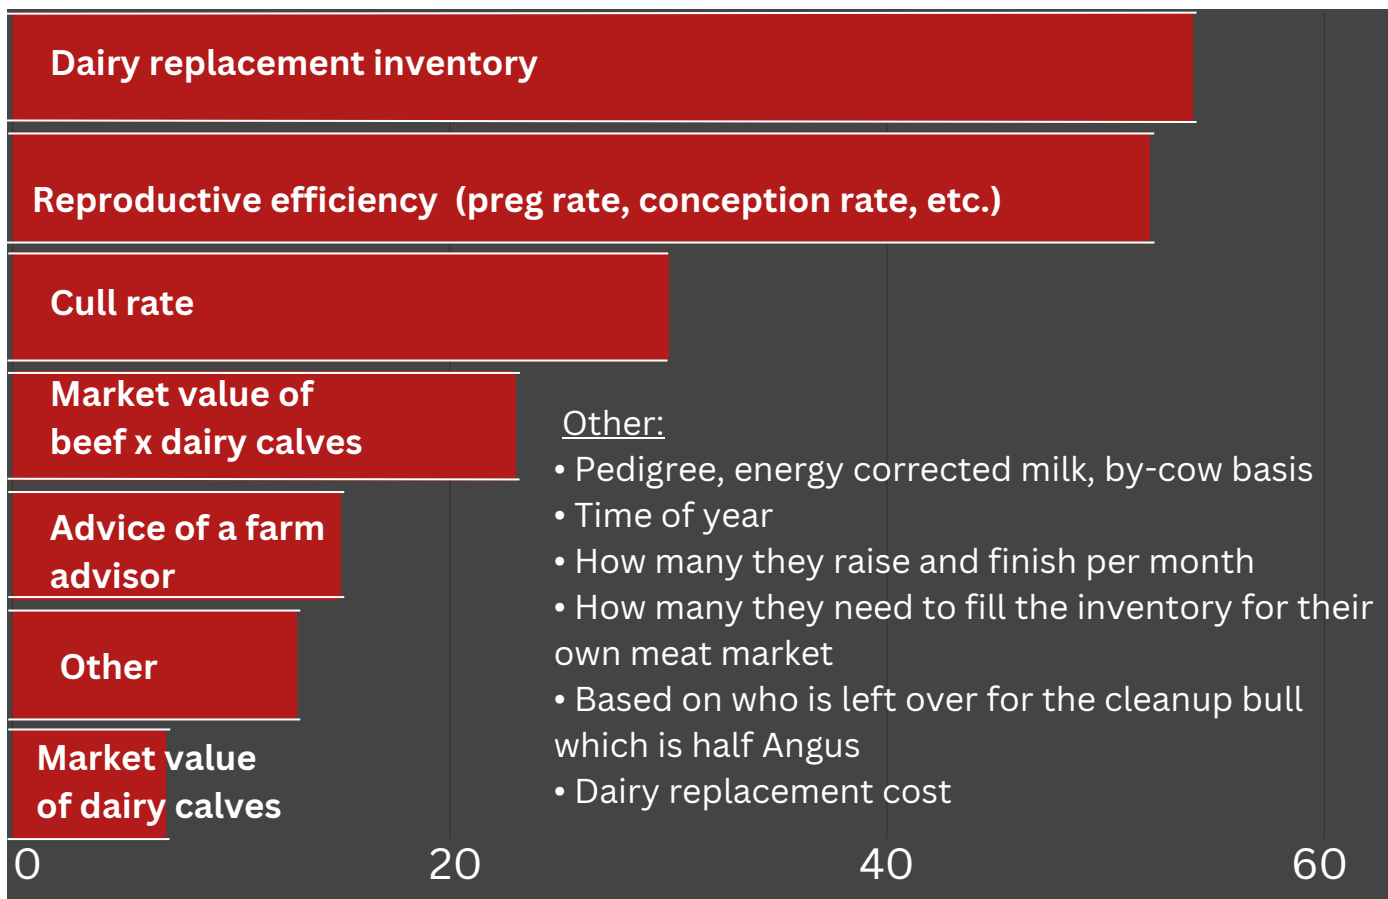 Dairy replacement inventory
Reproductive efficiency (preg rate, conception rate, etc.)
Cull rate
Market value of
beef x dairy calves
Advice of a farm
advisor
Other
Market value
of dairy calves
Other:
• Pedigree, energy corrected milk, by-cow basis
• Time of year
• How many they raise and finish per month
• How many they need to fill the inventory for their
own meat market
• Based on who is left over for the cleanup bull
which is half Angus
• Dairy replacement cost
0 20 40 60